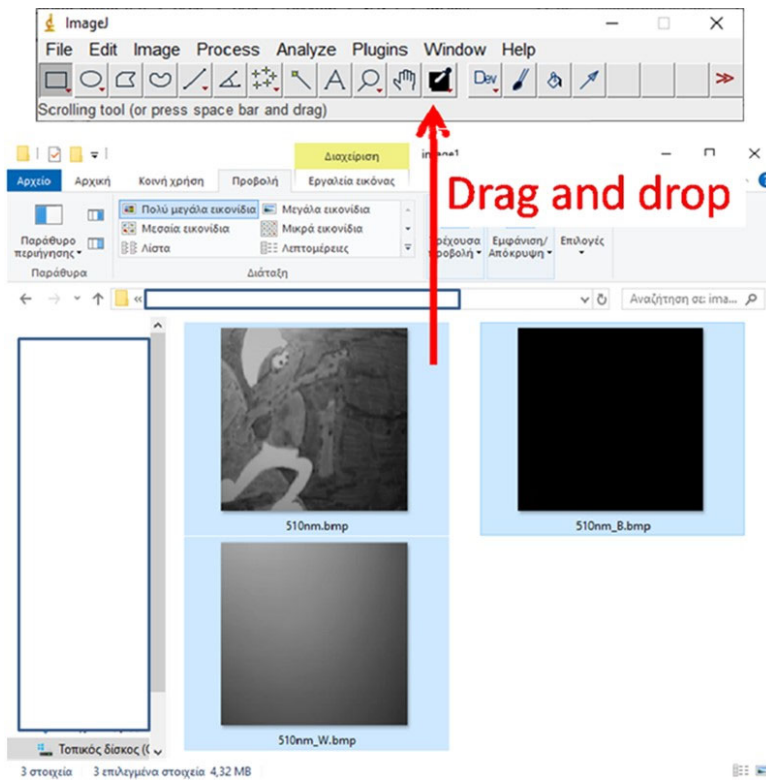 ImageJ
File Edit Image Process Analyze Plugins Window Help
A Dev >>
Scrolling tool (or press space bar and drag)
Διαχείριση image1
Αρχείο Αρχική Κοινή χρήση Προβολή Εργαλεία εικόνας
Drag and drop
Πολύ μεγάλα εικονίδια Μεγάλα εικονίδια
Μεσαία εικονίδια Μικρά εικονίδια
Λίστα Λεπτομέρειες
Παράθυρο περιήγησης
Εμφάνιση/ Απόκρυψη
Επιλογές
Παράθυρα Διάταξη
« Αναζήτηση σε: ima...
510nm.bmp 510nm_B.bmp
510nm_W.bmp
Τοπικός δίσκος (C
3 στοιχεία 3 επιλεγμένα στοιχεία 4,32 MB